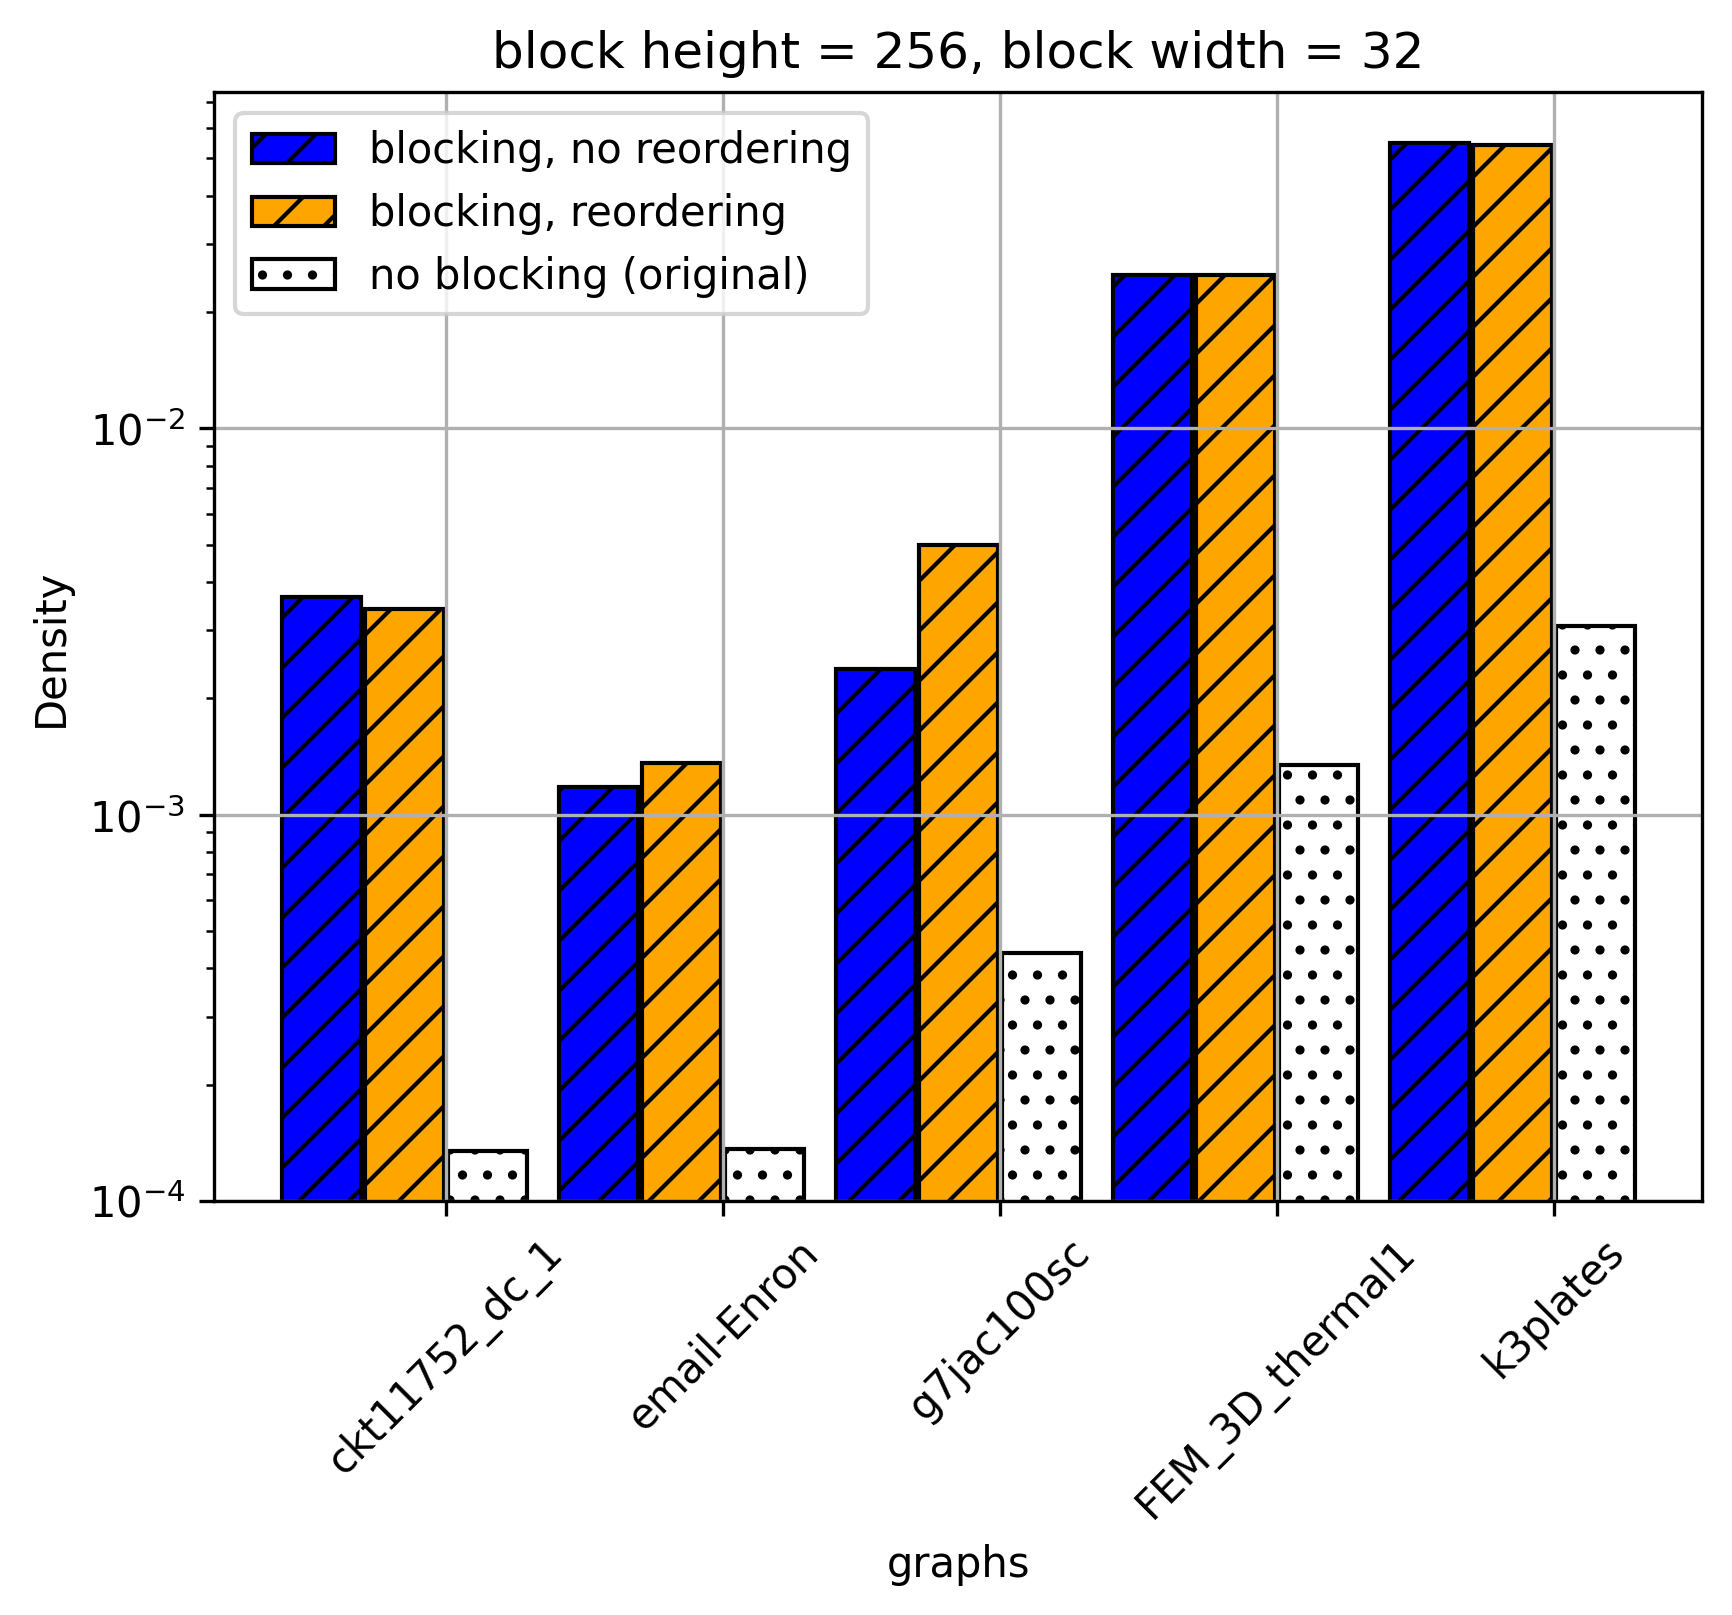 block height = 256, block width = 32
blocking, no reordering
blocking, reordering
no blocking (original)
Density
10⁻²
10⁻³
10⁻⁴
ckt11752_dc_1
email-Enron
g7jac100sc
FEM_3D_thermal1
k3plates
graphs